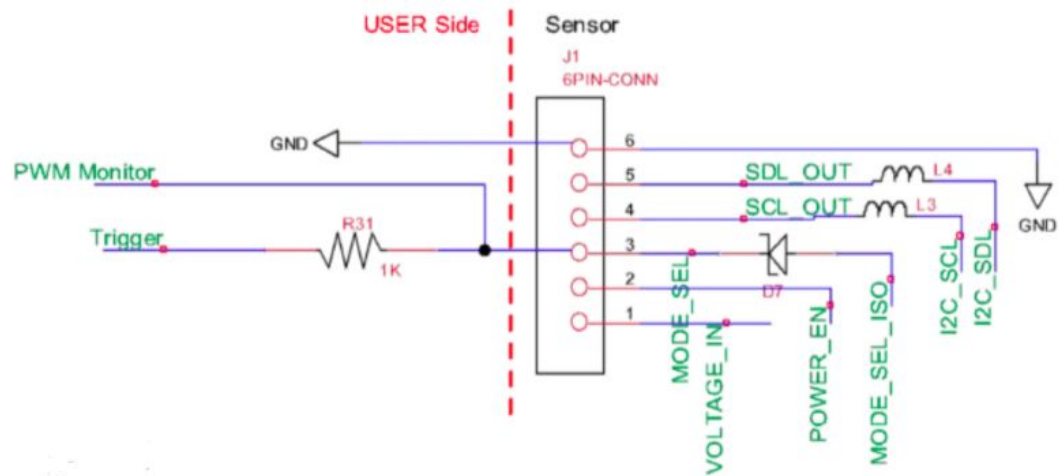 USER Side
Sensor
J1
6PIN-CONN
GND
PWM Monitor
Trigger
R31
1K
6
5
4
3
2
1
SDL_OUT
L4
SCL_OUT
L3
GND
D7
MODE_SEL
VOLTAGE_IN
POWER_EN
MODE_SEL_ISO
I2C_SCL
I2C_SDL